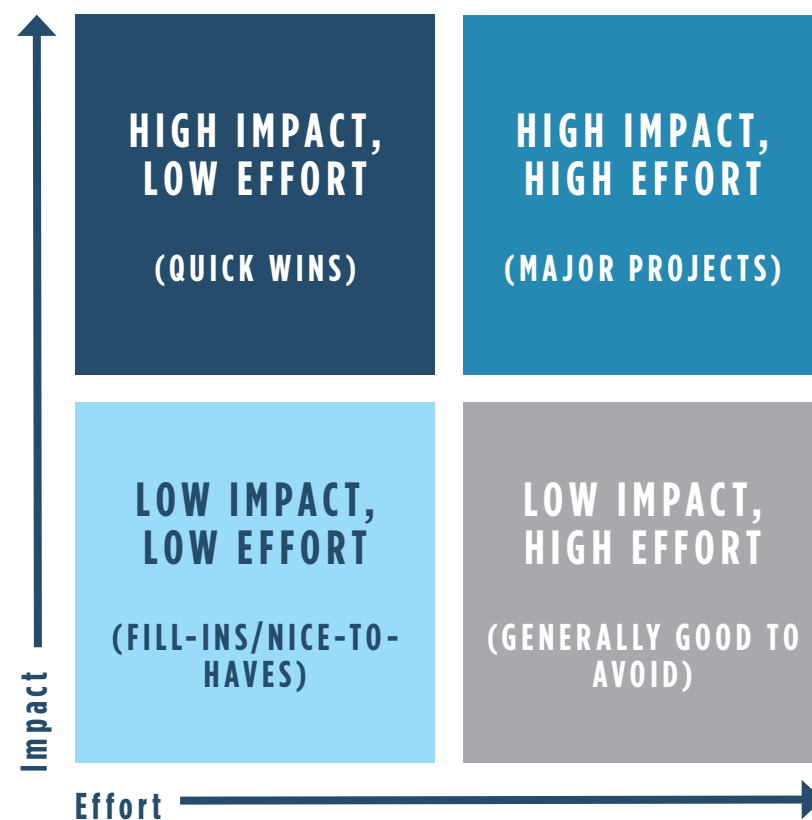 HIGH IMPACT,
LOW EFFORT
(QUICK WINS)
HIGH IMPACT,
HIGH EFFORT
(MAJOR PROJECTS)
LOW IMPACT,
LOW EFFORT
(FILL-INS/NICE-TO-
HAVES)
LOW IMPACT,
HIGH EFFORT
(GENERALLY GOOD TO
AVOID)
Impact
Effort